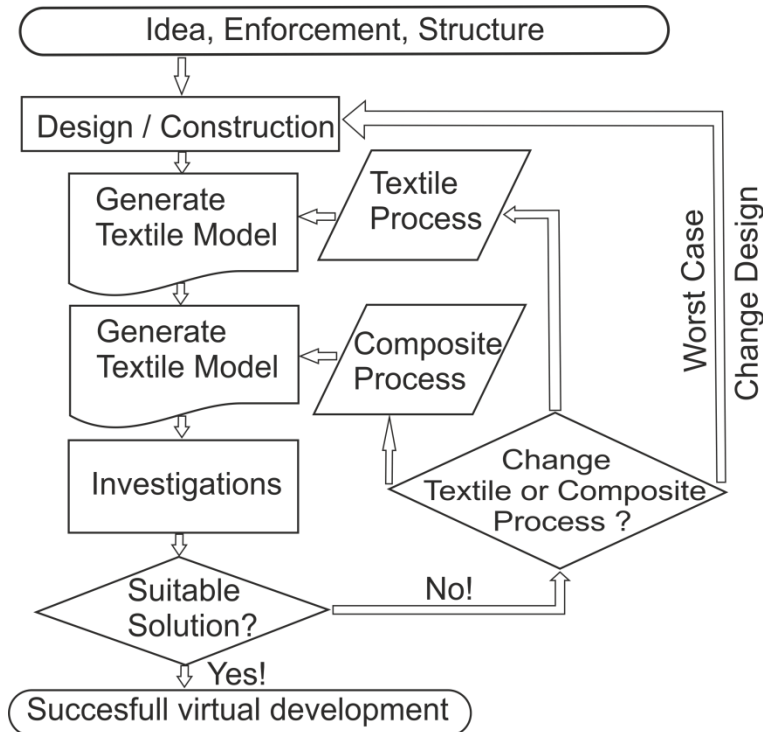 Idea, Enforcement, Structure
Design / Construction
Generate
Textile Model
Textile
Process
Generate
Textile Model
Composite
Process
Investigations
Change
Textile or Composite
Process ?
Worst Case
Change Design
Suitable
Solution?
No!
Yes!
Succesfull virtual development